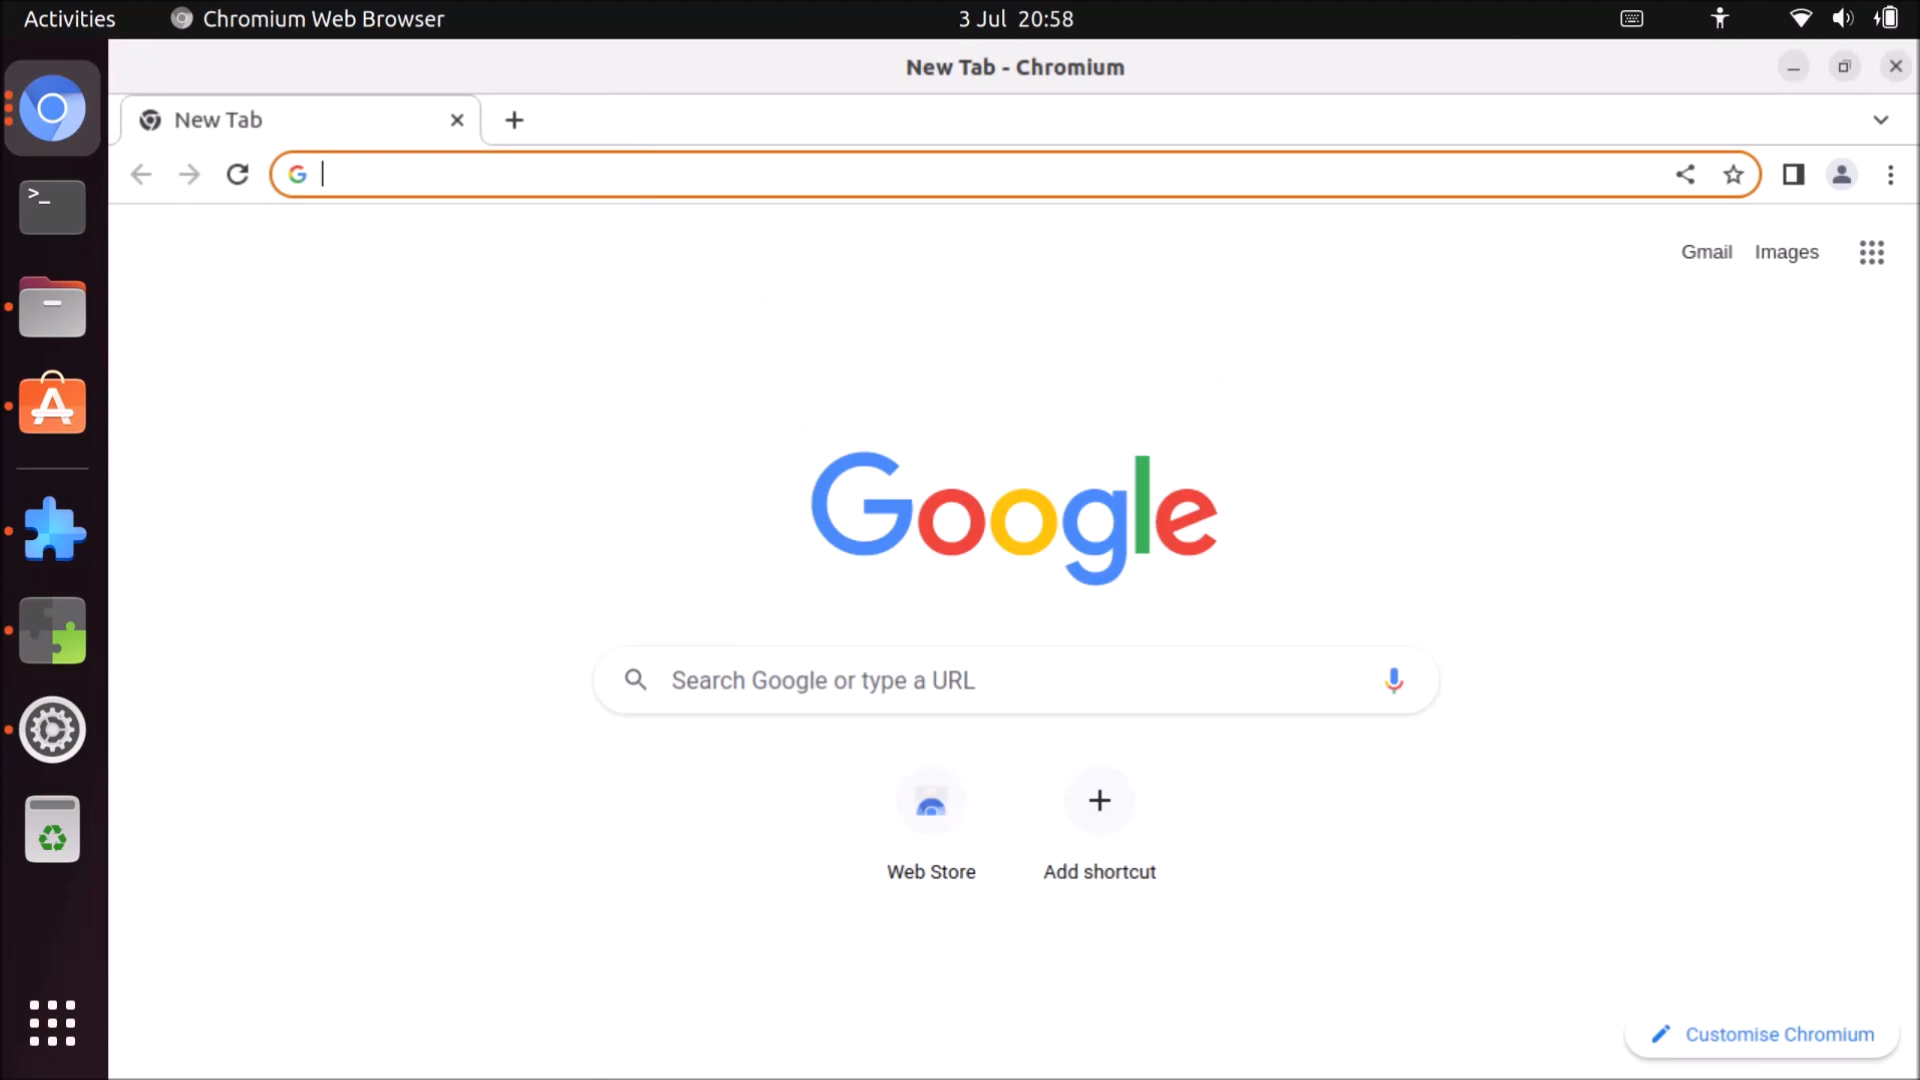 Activities
Chromium Web Browser
3 Jul 20:58
New Tab - Chromium
New Tab
Gmail
Images
Google
Search Google or type a URL
Web Store
Add shortcut
Customise Chromium